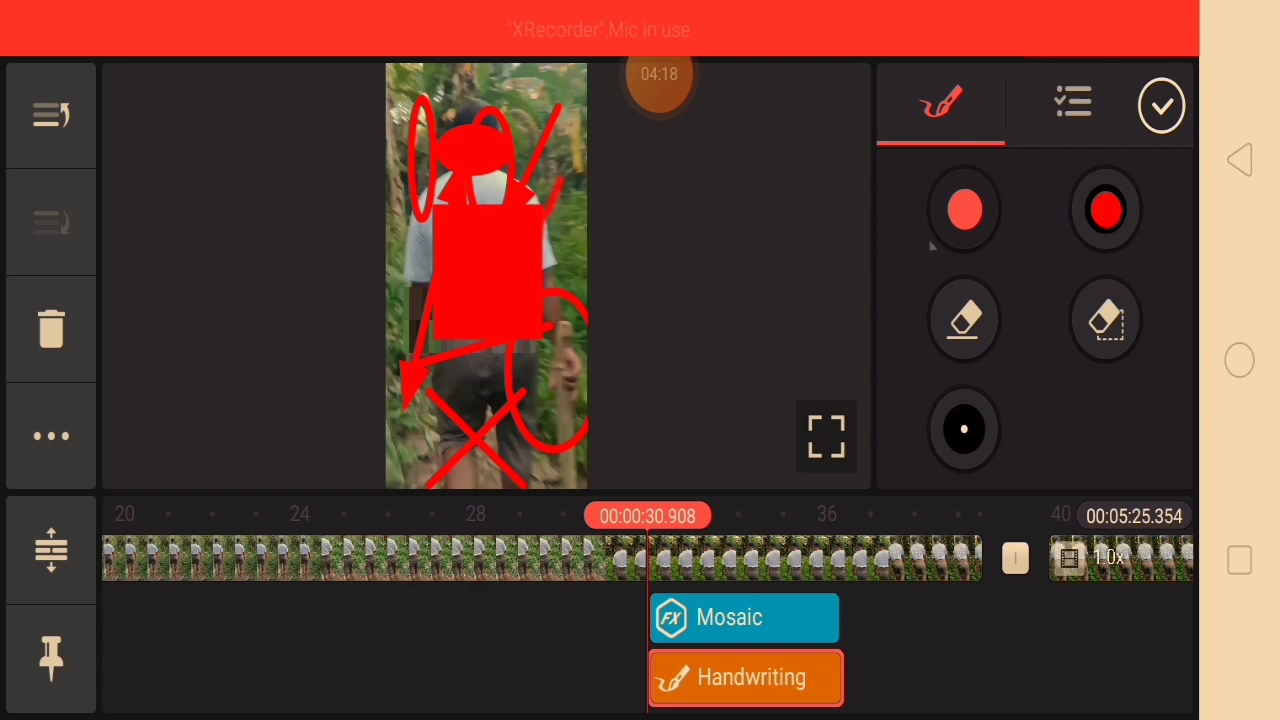 "XRecorder",Mic in use
04:18
20
24
28
00:00:30.908
36
40
00:05:25.354
1.0x
FX Mosaic
Handwriting